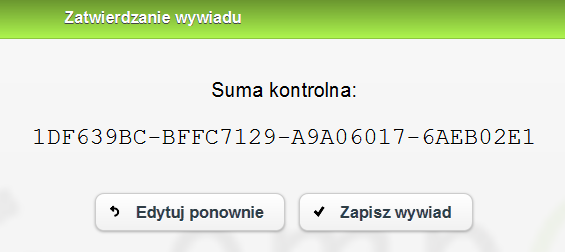 Zatwierdzanie wywiadu
Suma kontrolna:
1DF639BC-BFFC7129-A9A06017-6AEB02E1
Edytuj ponownie
Zapisz wywiad